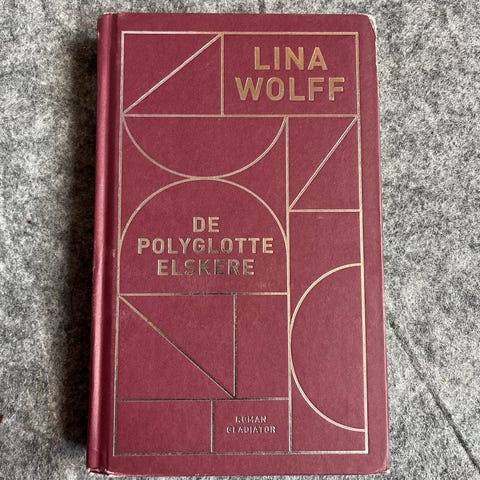 LINA
WOLFF
DE
POLYGLOTTE
ELSKERE
ROMAN
GLADIATOR